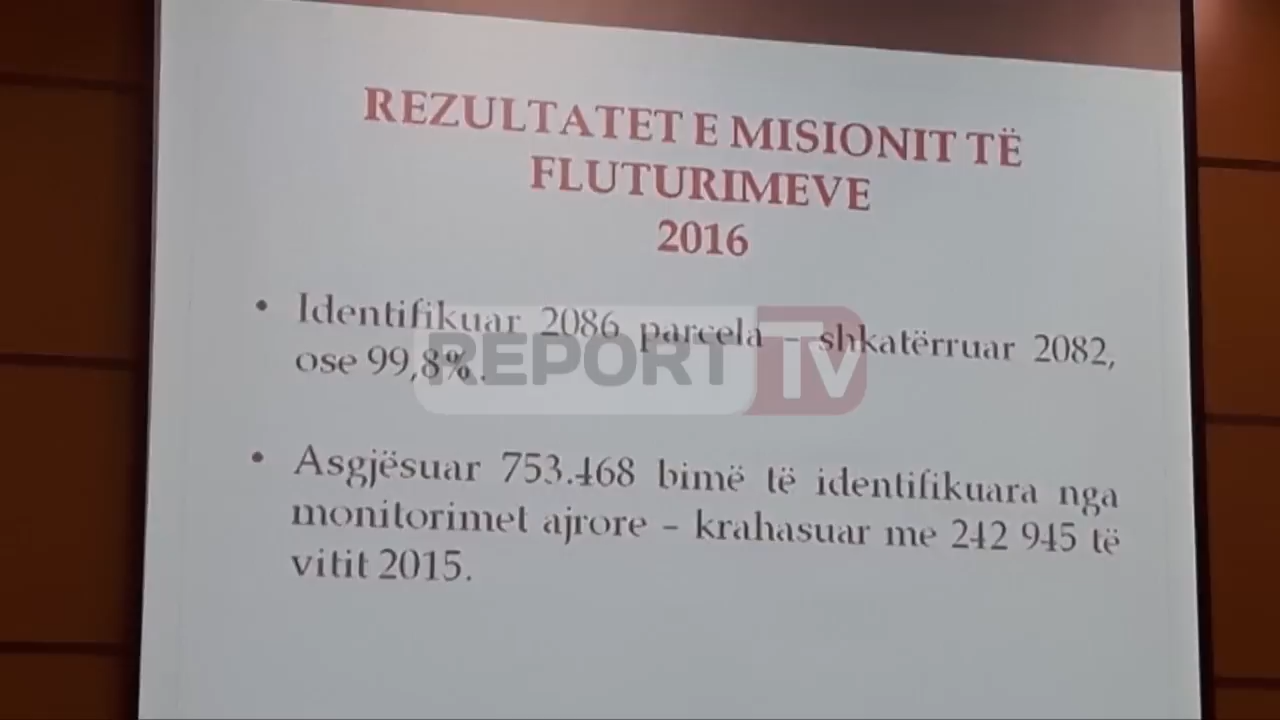 REZULTATET E MISIONIT TË
FLUTURIMEVE
2016
• Identifikuar 2086 parcela – shkatërruar 2082,
ose 99,8%.
REPORT TV
• Asgjësuar 753.468 bimë të identifikuara nga
monitorimet ajrore – krahasuar me 242 945 të
vitit 2015.